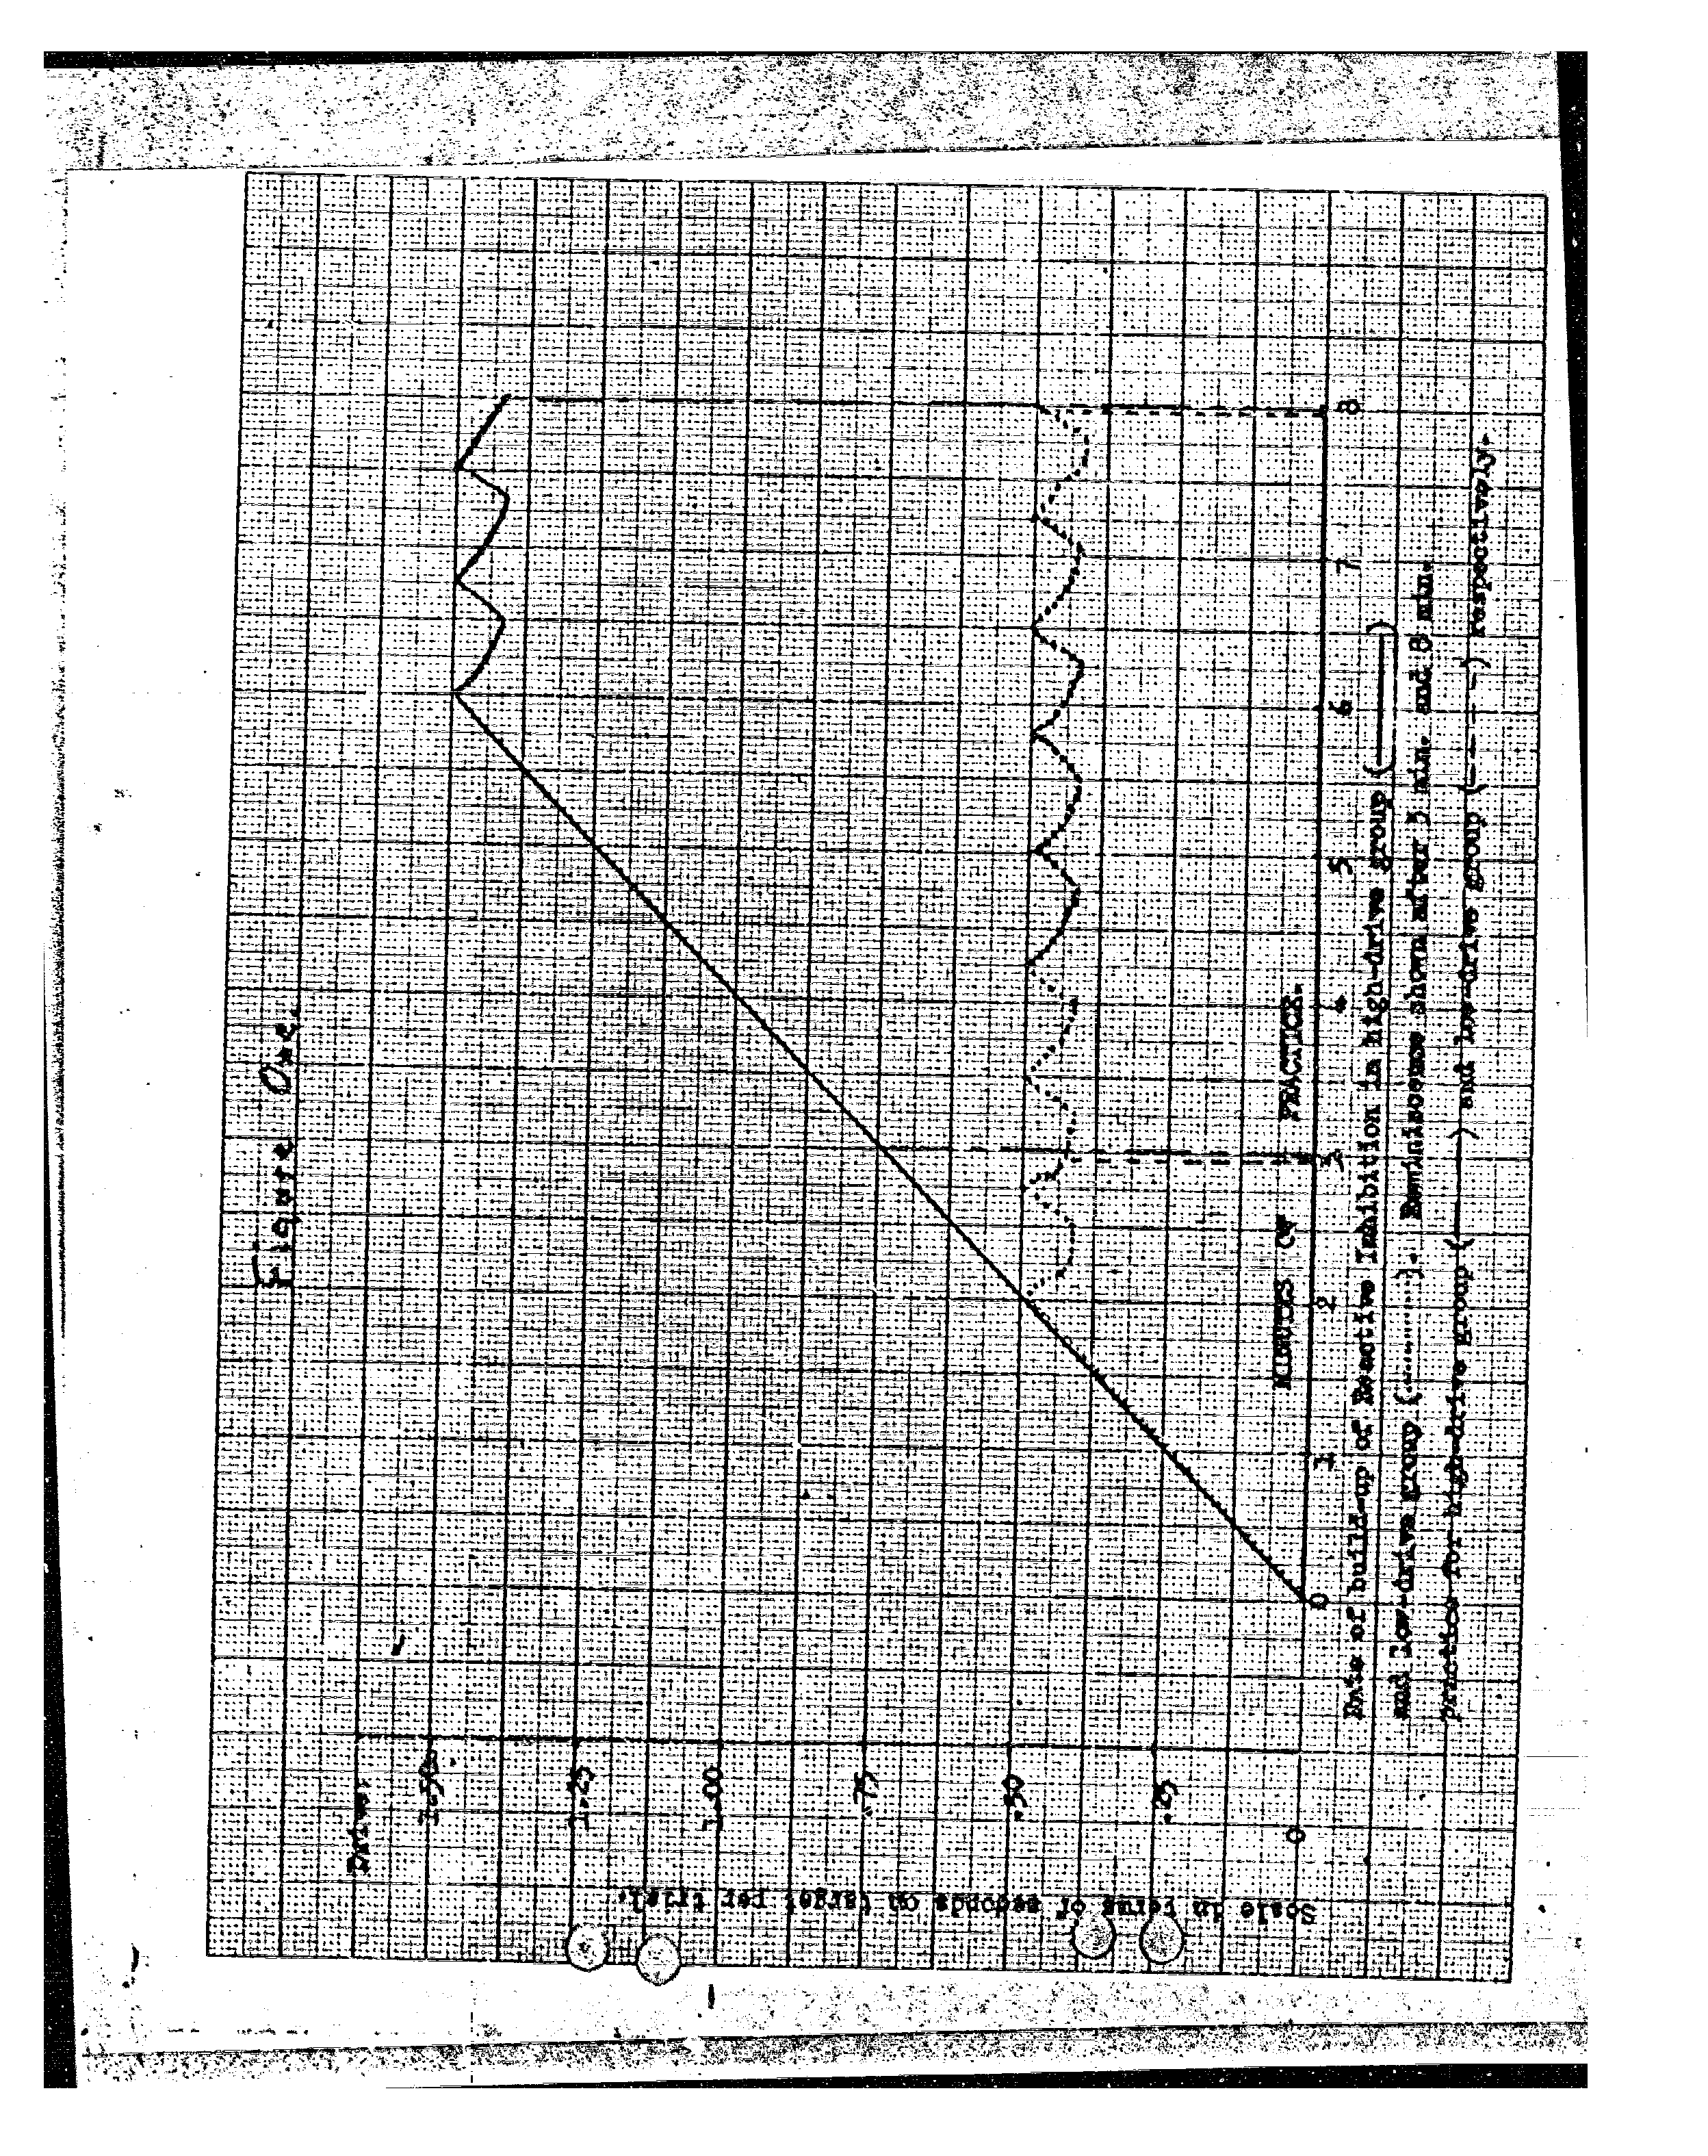 Figure One.
Drive:
1.50
1.25
1.00
.75
.50
.25
0
Scale in terms of seconds on target per trial.
MINUTES OF PRACTICE.
0 1 2 3 4 5 6 7 8
Rate of build-up of Reactive Inhibition in high-drive group (———)
and low-drive group (..........). Reminiscence shown after 3 min. and 8 min.
practice for high-drive group (———) and low-drive group (- - - -) respectively.